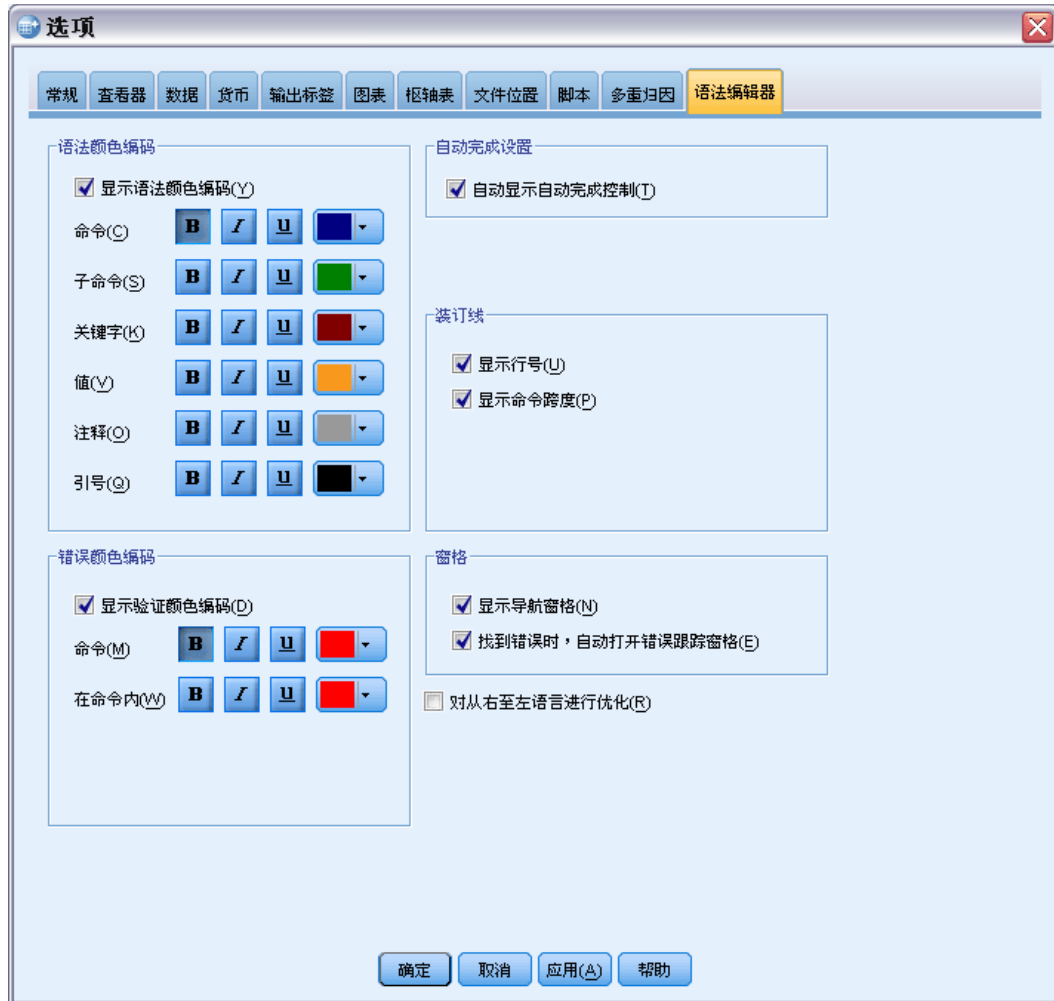 选项
常规 查看器 数据 货币 输出标签 图表 枢轴表 文件位置 脚本 多重归因 语法编辑器
语法颜色编码
显示语法颜色编码(Y)
命令(C) B I U
子命令(S) B I U
关键字(K) B I U
值(V) B I U
注释(O) B I U
引号(Q) B I U
错误颜色编码
显示验证颜色编码(D)
命令(M) B I U
在命令内(W) B I U
自动完成设置
自动显示自动完成控制(T)
装订线
显示行号(U)
显示命令跨度(P)
窗格
显示导航窗格(N)
找到错误时，自动打开错误跟踪窗格(E)
对从右至左语言进行优化(R)
确定 取消 应用(A) 帮助